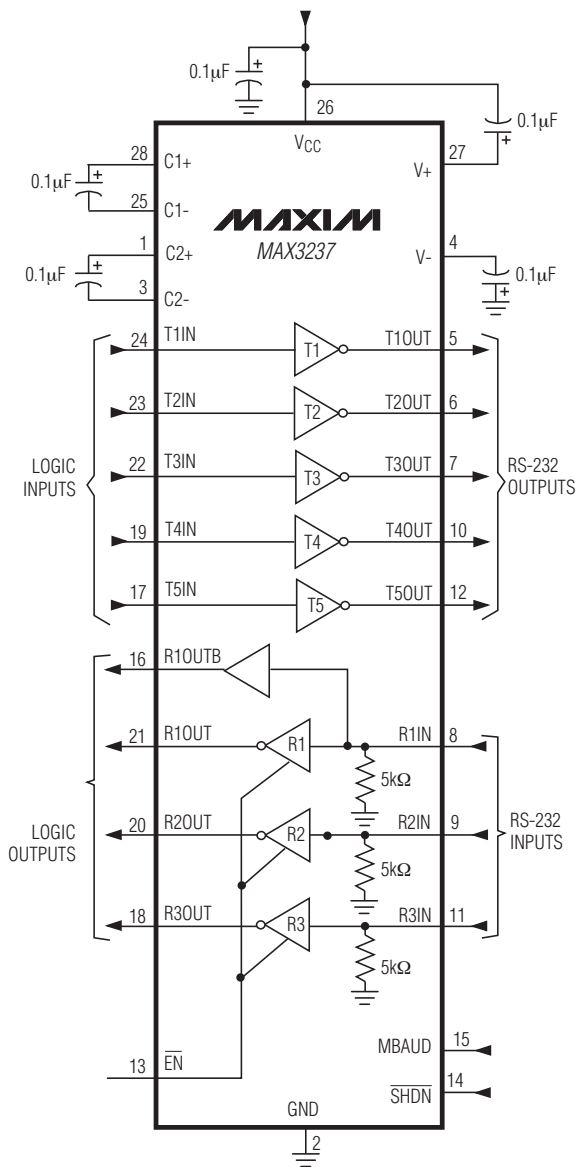 0.1µF +
26
VCC
0.1µF +
28 C1+
27 V+
0.1µF +
25 C1-
MAXIM
MAX3237
1 C2+
4 V-
0.1µF +
3 C2-
0.1µF +
24 T1IN T1 T1OUT 5
23 T2IN T2 T2OUT 6
LOGIC
INPUTS
22 T3IN T3 T3OUT 7
RS-232
OUTPUTS
19 T4IN T4 T4OUT 10
17 T5IN T5 T5OUT 12
16 R1OUTB
21 R1OUT R1 R1IN 8
5kΩ
LOGIC
OUTPUTS
20 R2OUT R2 R2IN 9
RS-232
INPUTS
5kΩ
18 R3OUT R3 R3IN 11
5kΩ
MBAUD 15
13 EN
SHDN 14
GND
2